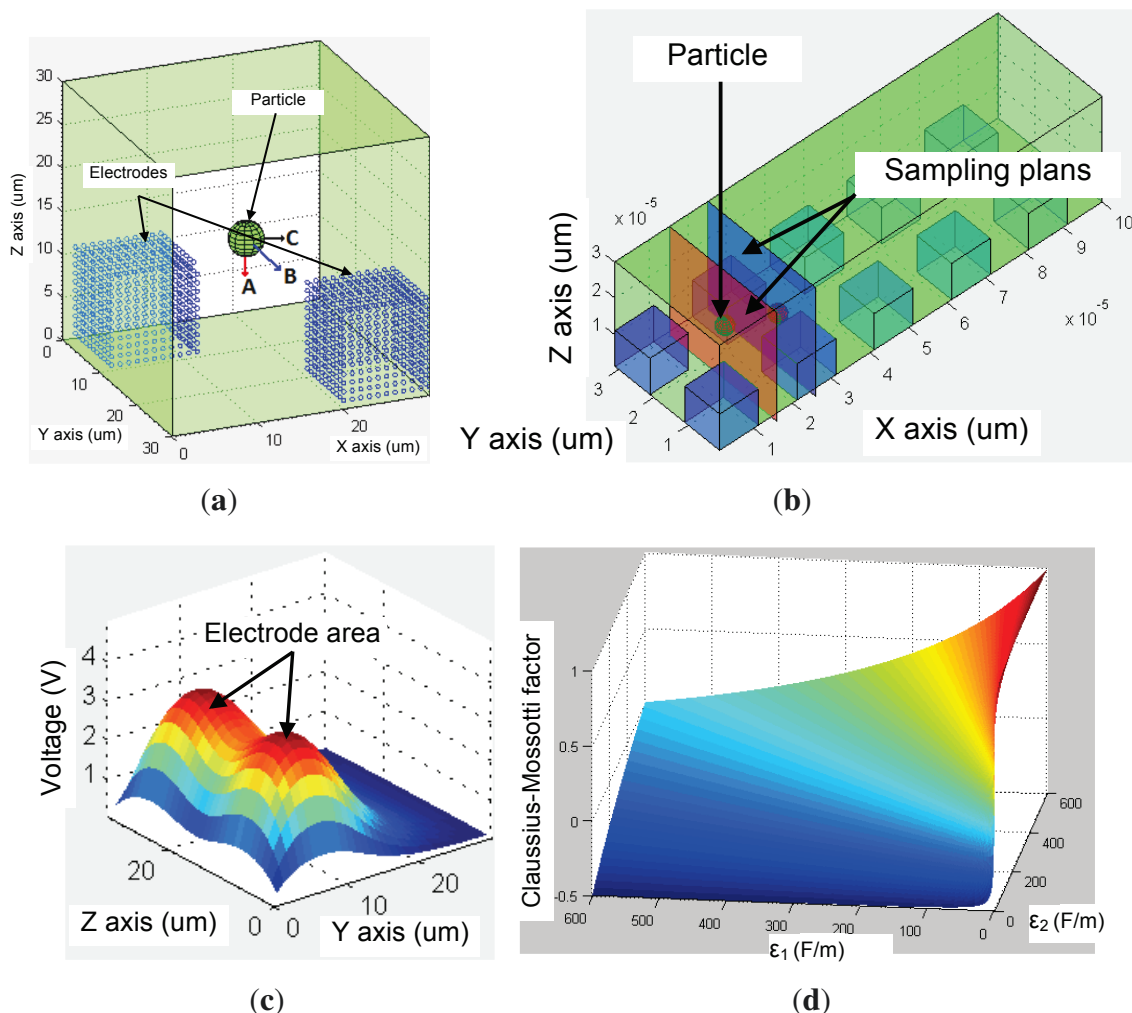 30
25
20
15
10
5
0
Z axis (um)
Particle
Electrodes
C
B
A
0
10
20
30
Y axis (um)
0
10
20
X axis (um)
(a)
Particle
Sampling plans
x 10⁻⁵
3
2
1
Z axis (um)
3
2
1
Y axis (um)
1
2
3
4
5
6
7
8
9
10
x 10⁻⁵
X axis (um)
(b)
Electrode area
4
3
2
1
Voltage (V)
20
0
Z axis (um)
0
10
20
Y axis (um)
(c)
1
0.5
0
-0.5
Claussius-Mossotti factor
600
500
400
300
200
100
0
ε₁ (F/m)
0
200
400
600
ε₂ (F/m)
(d)